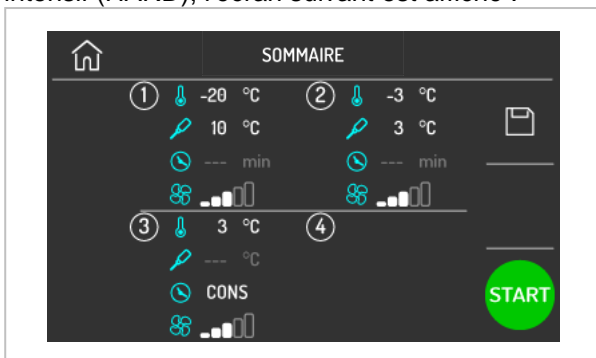 intensif (HARD), l'écran suivant est affiché :
SOMMAIRE
1 -20 °C
10 °C
--- min
2 -3 °C
3 °C
--- min
3 3 °C
--- °C
CONS
4
START